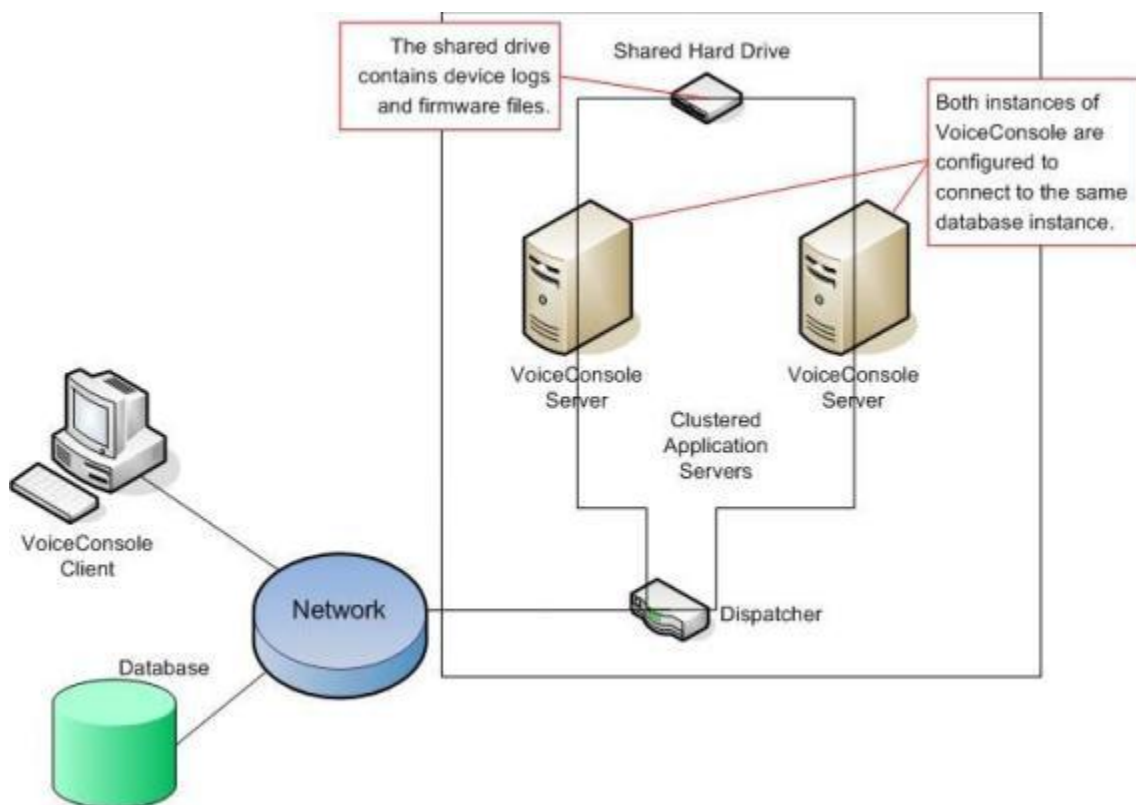 The shared drive
contains device logs
and firmware files.
Shared Hard Drive
Both instances of
VoiceConsole are
configured to
connect to the same
database instance.
VoiceConsole
Server
VoiceConsole
Server
Clustered
Application
Servers
VoiceConsole
Client
Network
Dispatcher
Database